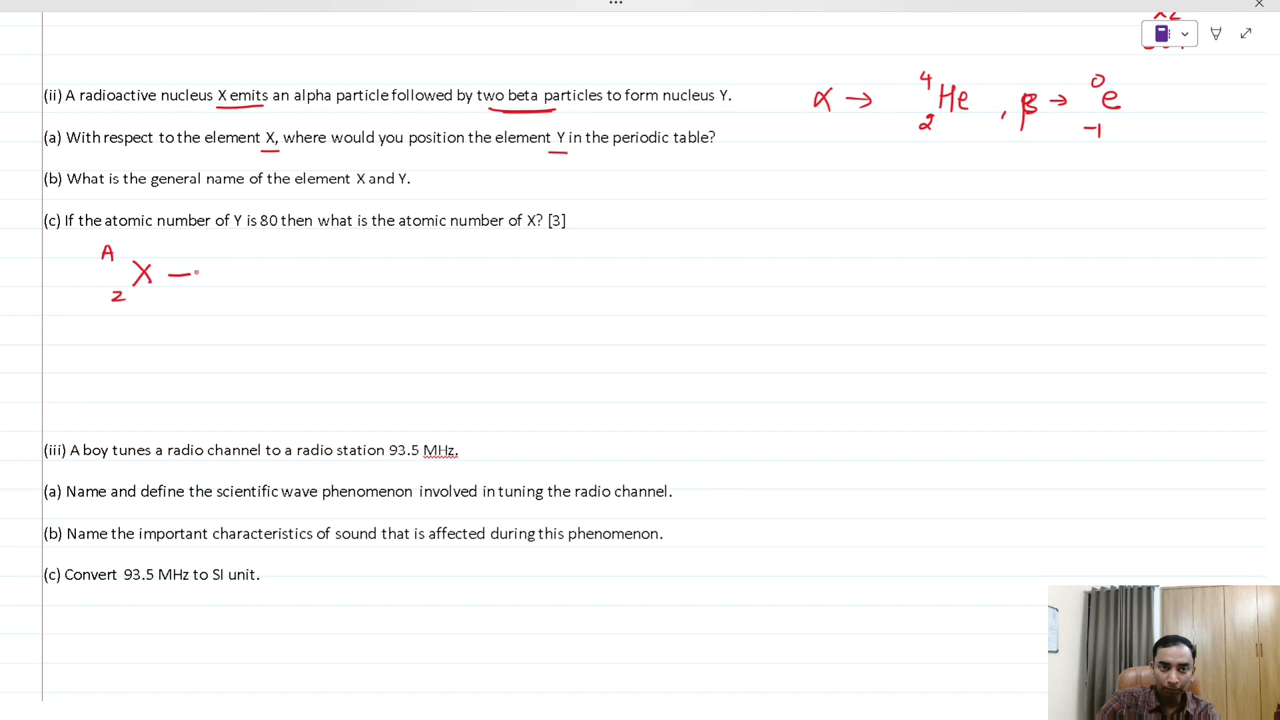 (ii) A radioactive nucleus X emits an alpha particle followed by two beta particles to form nucleus Y.
α → 4 2 He , β → 0 -1 e
(a) With respect to the element X, where would you position the element Y in the periodic table?
(b) What is the general name of the element X and Y.
(c) If the atomic number of Y is 80 then what is the atomic number of X? [3]
A
X —
Z
(iii) A boy tunes a radio channel to a radio station 93.5 MHz.
(a) Name and define the scientific wave phenomenon involved in tuning the radio channel.
(b) Name the important characteristics of sound that is affected during this phenomenon.
(c) Convert 93.5 MHz to SI unit.